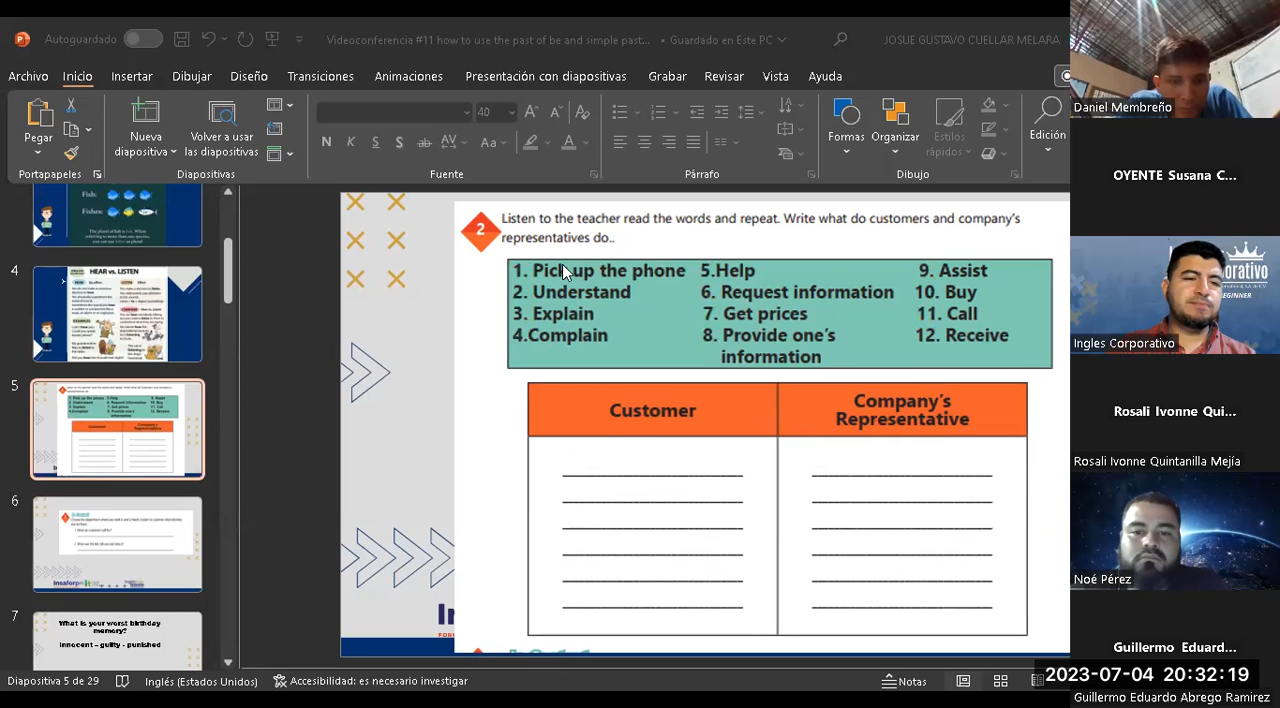 Autoguardado
Videoconferencia #11 how to use the past of be and simple past... • Guardado en Este PC
JOSUE GUSTAVO CUELLAR MELARA
Archivo Inicio Insertar Dibujar Diseño Transiciones Animaciones Presentación con diapositivas Grabar Revisar Vista Ayuda
Pegar
Nueva diapositiva
Volver a usar las diapositivas
40
N K S S ab AV Aa A
Formas
Organizar
Estilos rápidos
Edición
Portapapeles
Diapositivas
Fuente
Párrafo
Dibujo
Fish:
Fishes:
4
HEAR vs. LISTEN
5
6
7
What is your worst birthday
memory?
Innocent – guilty - punished
2
Listen to the teacher read the words and repeat. Write what do customers and company's
representatives do..
1. Pick up the phone 5.Help 9. Assist
2. Understand 6. Request information 10. Buy
3. Explain 7. Get prices 11. Call
4.Complain 8. Provide one's 12. Receive
information
Customer
Company's
Representative
Daniel Membreño
OYENTE Susana C...
Ingles Corporativo
Rosali Ivonne Qui...
Rosali Ivonne Quintanilla Mejía
Noé Pérez
Guillermo Eduard...
2023-07-04 20:32:19
Guillermo Eduardo Abrego Ramirez
Diapositiva 5 de 29
Inglés (Estados Unidos)
Accesibilidad: es necesario investigar
Notas